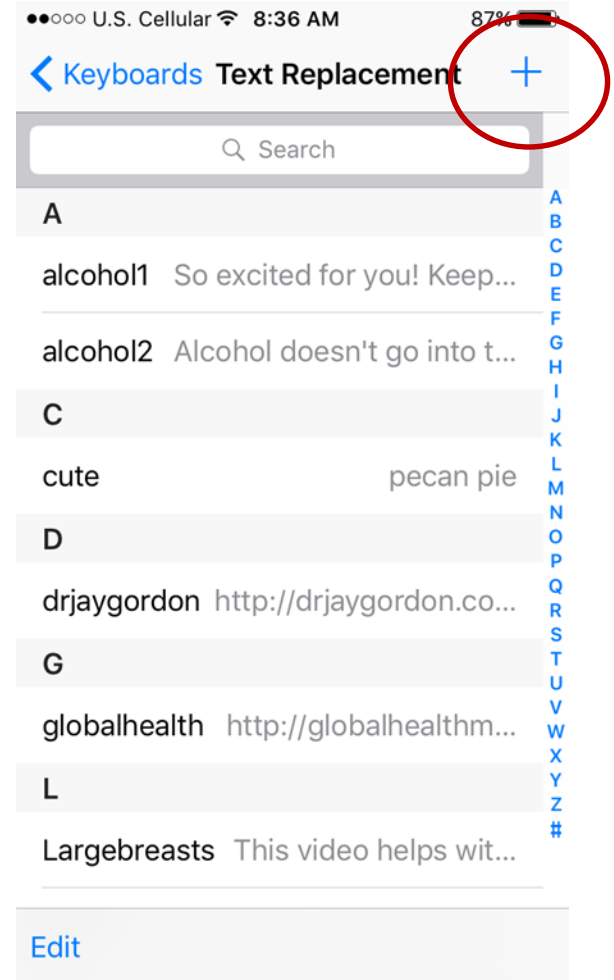 U.S. Cellular 8:36 AM 87%
Keyboards Text Replacement +
Search
A
alcohol1 So excited for you! Keep...
alcohol2 Alcohol doesn't go into t...
C
cute pecan pie
D
drjaygordon http://drjaygordon.co...
G
globalhealth http://globalhealthm...
L
Largebreasts This video helps wit...
Edit
A
B
C
D
E
F
G
H
I
J
K
L
M
N
O
P
Q
R
S
T
U
V
W
X
Y
Z
#